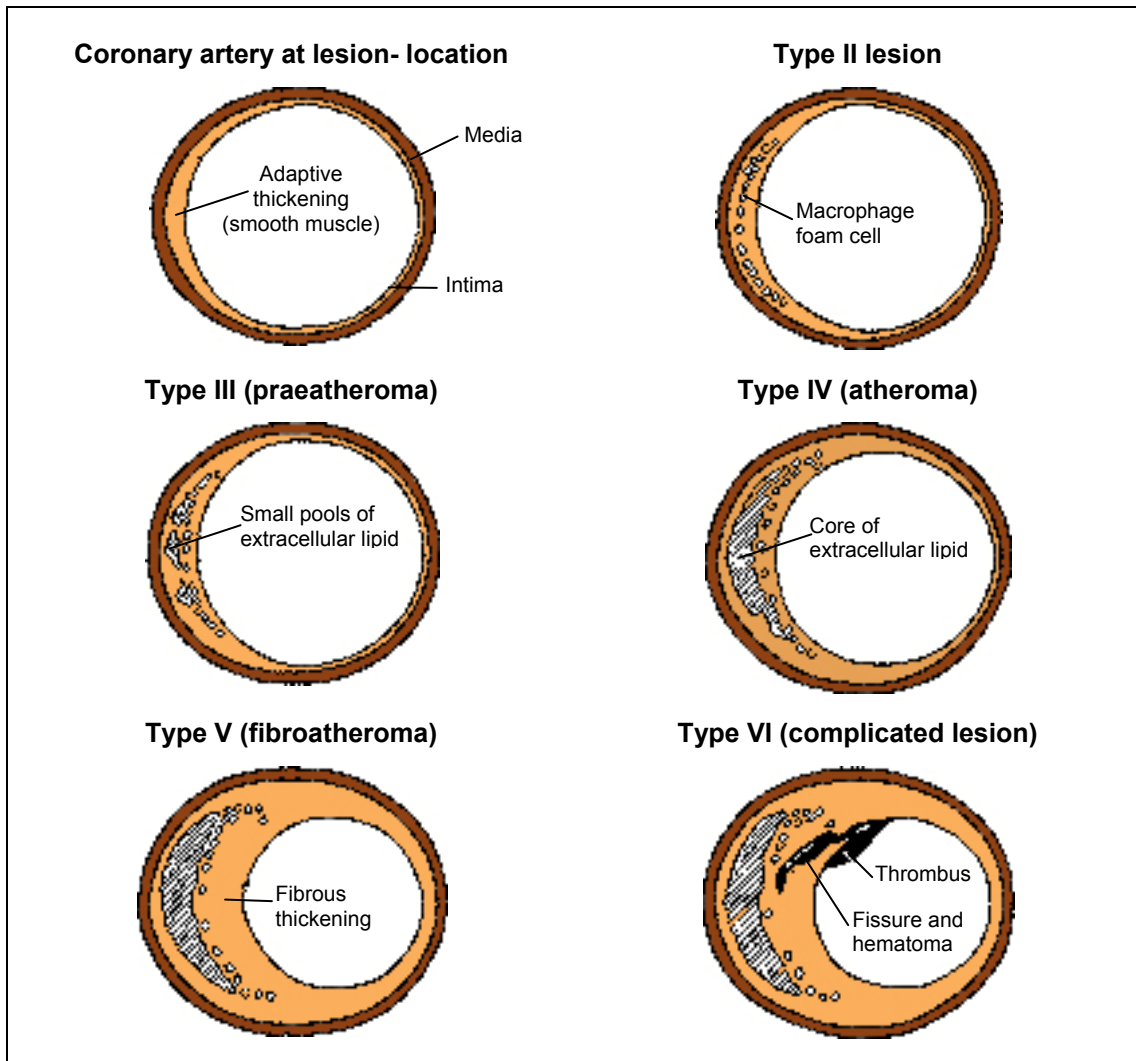 Coronary artery at lesion- location
Media
Adaptive
thickening
(smooth muscle)
Intima
Type II lesion
Macrophage
foam cell
Type III (praeatheroma)
Small pools of
extracellular lipid
Type IV (atheroma)
Core of
extracellular lipid
Type V (fibroatheroma)
Fibrous
thickening
Type VI (complicated lesion)
Thrombus
Fissure and
hematoma